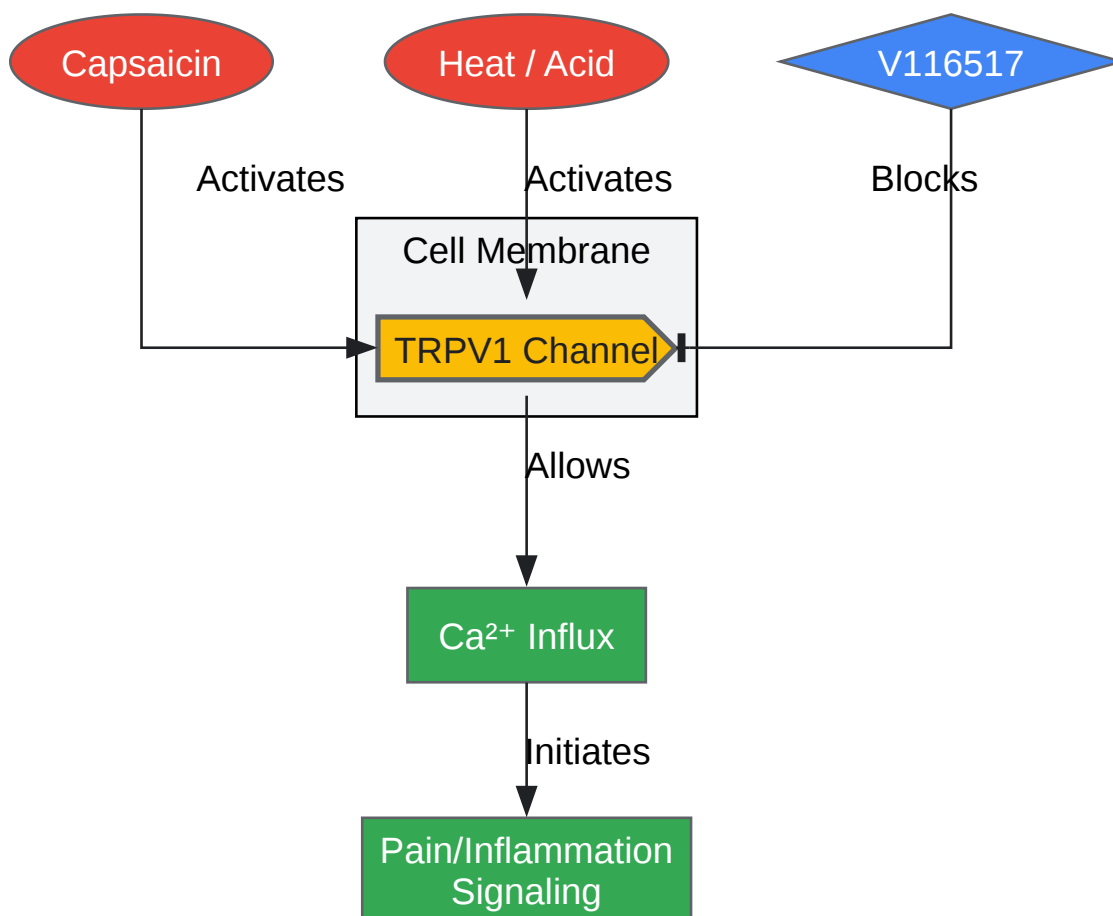 Capsaicin
Heat / Acid
V116517
Activates
Activates
Blocks
Cell Membrane
TRPV1 Channel
Allows
Ca²⁺ Influx
Initiates
Pain/Inflammation
Signaling